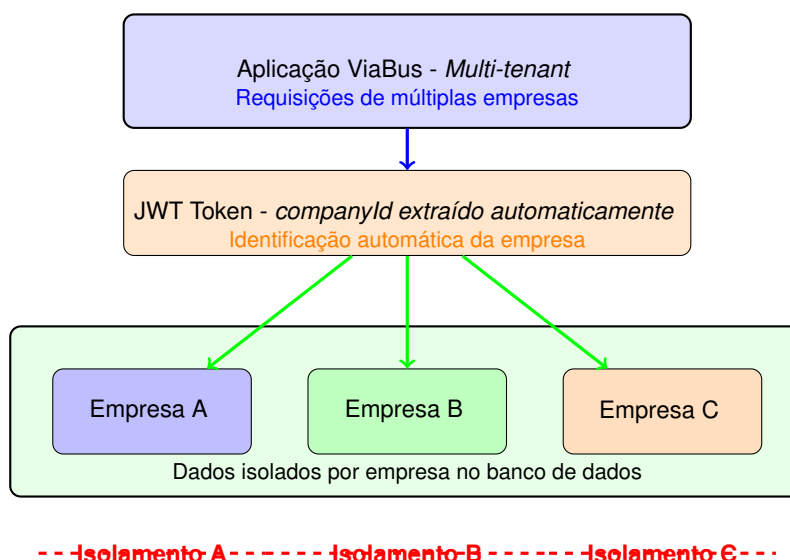 Aplicação ViaBus - Multi-tenant
Requisições de múltiplas empresas
JWT Token - companyId extraído automaticamente
Identificação automática da empresa
Empresa A
Empresa B
Empresa C
Dados isolados por empresa no banco de dados
Isolamento A
Isolamento B
Isolamento C